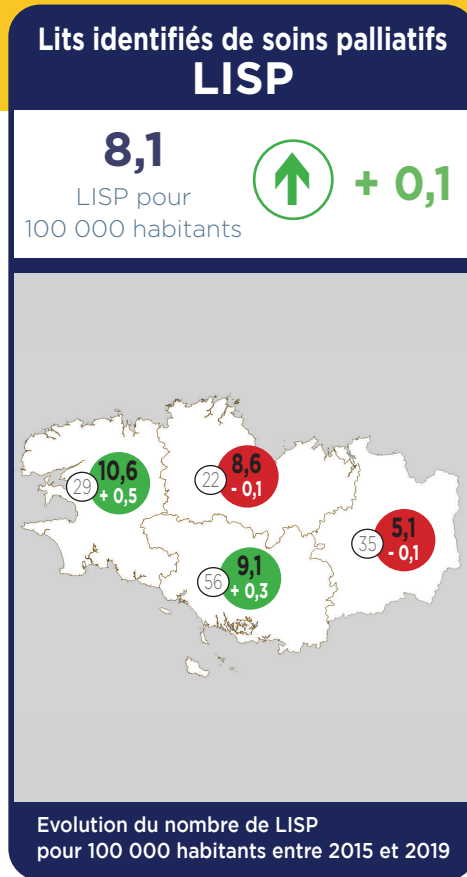 Lits identifiés de soins palliatifs
LISP
8,1
LISP pour
100 000 habitants
+ 0,1
29
10,6
+ 0,5
22
8,6
- 0,1
35
5,1
- 0,1
56
9,1
+ 0,3
Evolution du nombre de LISP
pour 100 000 habitants entre 2015 et 2019